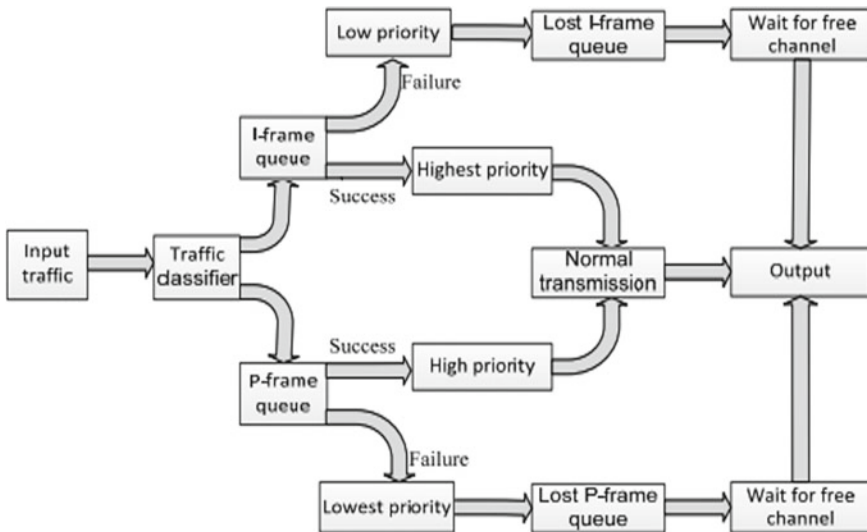 Low priority
Lost I-frame
queue
Wait for free
channel
Failure
I-frame
queue
Success
Highest priority
Input
traffic
Traffic
classifier
Normal
transmission
Output
P-frame
queue
Success
High priority
Failure
Lowest priority
Lost P-frame
queue
Wait for free
channel